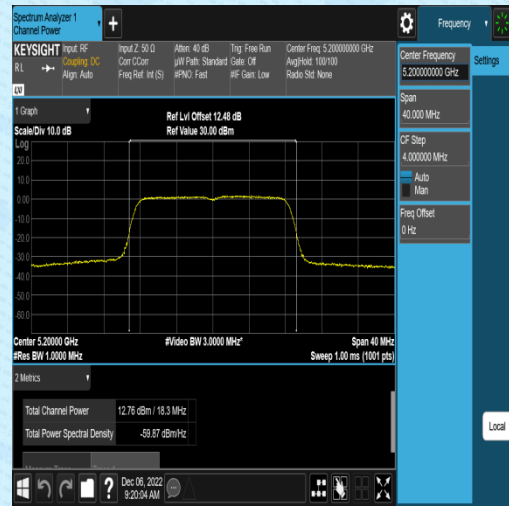 Spectrum Analyzer 1
Channel Power
+
Frequency
KEYSIGHT Input: RF Input Z: 50 Ω Atten: 40 dB Trig: Free Run Center Freq: 5.200000000 GHz
RL Coupling: DC Corr CCorr µW Path: Standard Gate: Off Avg|Hold: 100/100
Align: Auto Freq Ref: Int (S) #PNO: Fast #IF Gain: Low Radio Std: None
LXI
Center Frequency
5.200000000 GHz
Settings
Span
40.000 MHz
CF Step
4.000000 MHz
Auto
Man
Freq Offset
0 Hz
1 Graph
Ref Lvl Offset 12.48 dB
Scale/Div 10.0 dB Ref Value 30.00 dBm
Log
20.0
10.0
0.00
-10.0
-20.0
-30.0
-40.0
-50.0
-60.0
Center 5.20000 GHz #Video BW 3.0000 MHz* Span 40 MHz
#Res BW 1.0000 MHz Sweep 1.00 ms (1001 pts)
2 Metrics
Total Channel Power 12.76 dBm / 18.3 MHz
Total Power Spectral Density -59.87 dBm/Hz
Local
? Dec 06, 2022
9:20:04 AM